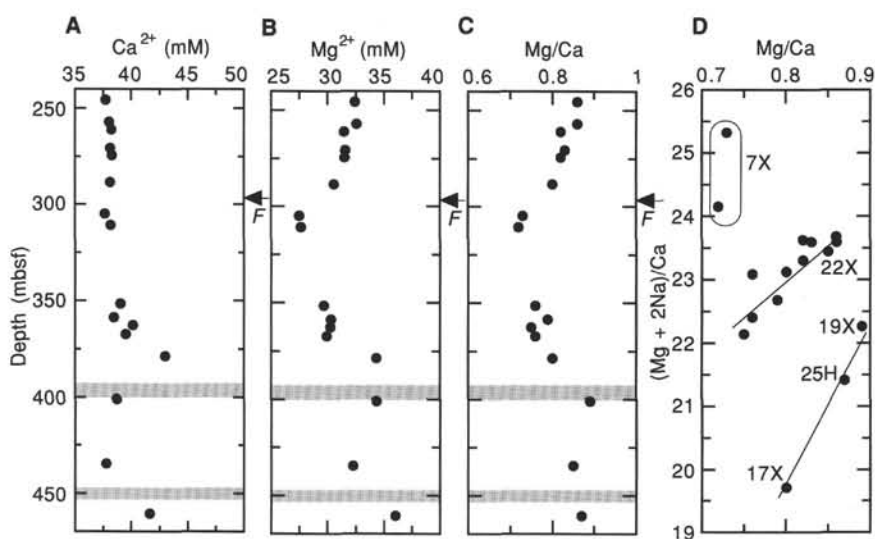 A
Ca2+ (mM)
35 40 45 50
B
Mg2+ (mM)
25 30 35 40
C
Mg/Ca
0.6 0.8 1
D
Mg/Ca
0.7 0.8 0.9
Depth (mbsf)
250
300
350
400
450
F
F
F
(Mg + 2Na)/Ca
26
25
24
23
22
21
20
19
7X
22X
19X
25H
17X